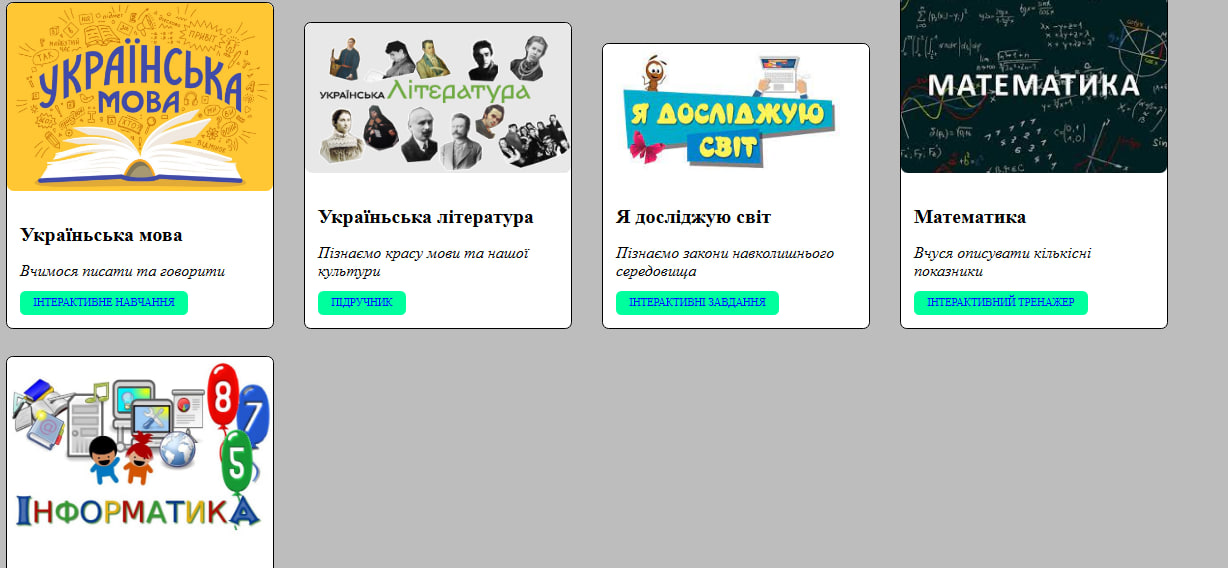 УКРАЇНСЬКА
МОВА
Україньська мова
Вчимося писати та говорити
ІНТЕРАКТИВНЕ НАВЧАННЯ
УКРАЇНСЬКА Література
Україньська література
Пізнаємо красу мови та нашої
культури
ПІДРУЧНИК
Я ДОСЛІДЖУЮ
СВІТ
Я досліджую світ
Пізнаємо закони навколишнього
середовища
ІНТЕРАКТИВНІ ЗАВДАННЯ
МАТЕМАТИКА
Математика
Вчуся описувати кількісні
показники
ІНТЕРАКТИВНИЙ ТРЕНАЖЕР
8
7
5
ІНФОРМАТИКА